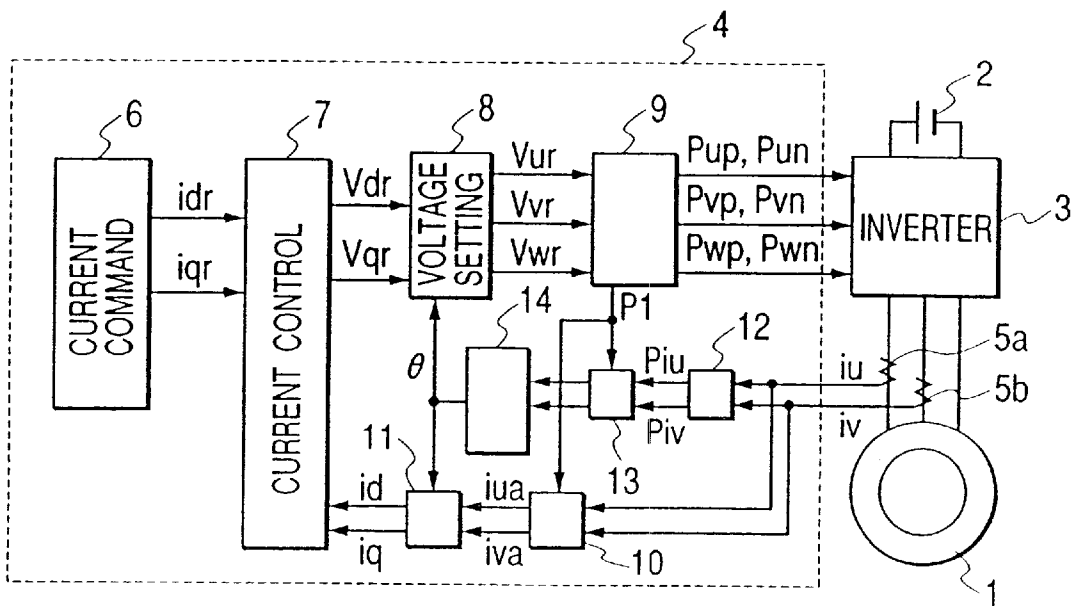 4
6
7
8
9
2
CURRENT COMMAND
idr
iqr
CURRENT CONTROL
Vdr
Vqr
VOLTAGE SETTING
Vur
Vvr
Vwr
Pup, Pun
Pvp, Pvn
Pwp, Pwn
INVERTER
3
14
P1
12
5a
θ
Piu
iu
5b
Piv
iv
11
13
id
iua
iq
iva
10
1